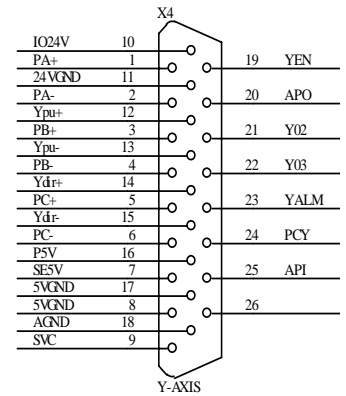 X4
IO24V 10
PA+ 1
24VGND 11
PA- 2
Ypu+ 12
PB+ 3
Ypu- 13
PB- 4
Ydir+ 14
PC+ 5
Ydir- 15
PC- 6
P5V 16
SE5V 7
5VGND 17
5VGND 8
AGND 18
SVC 9
19 YEN
20 APO
21 Y02
22 Y03
23 YALM
24 PCY
25 API
26
Y-AXIS